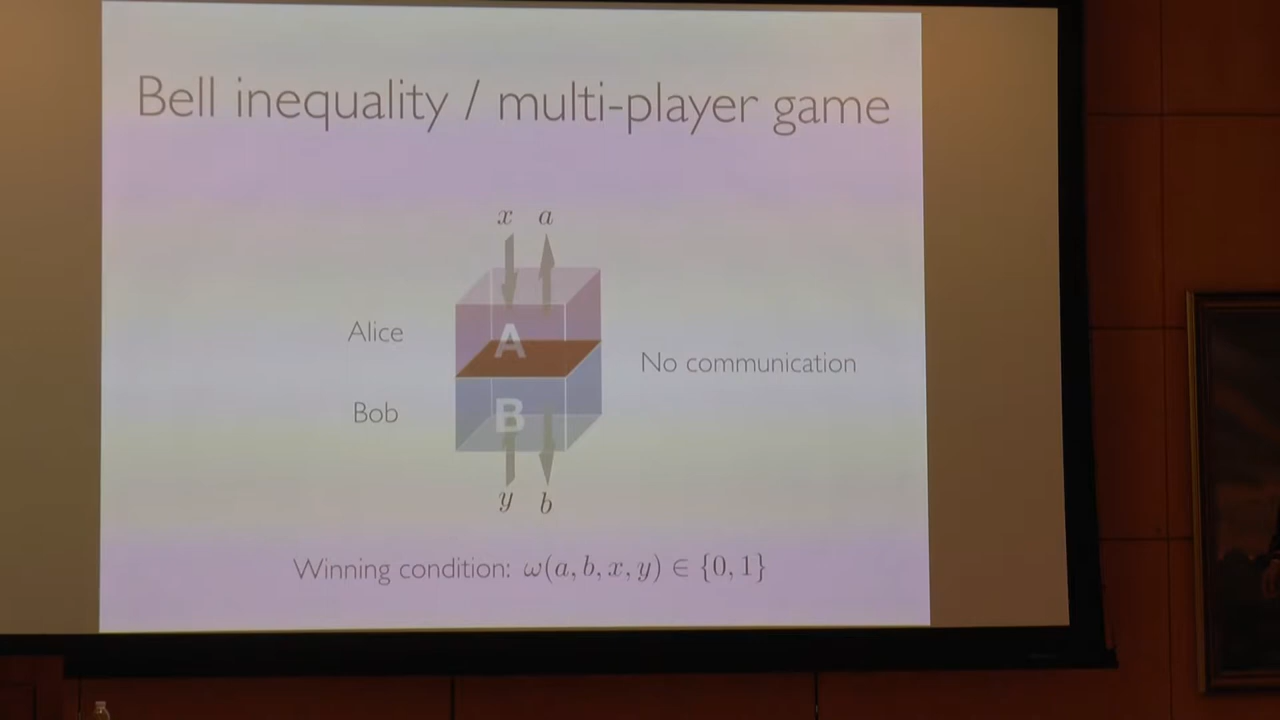 Bell inequality / multi-player game
x a
Alice
A
No communication
Bob
B
y b
Winning condition: ω(a, b, x, y) ∈ {0, 1}